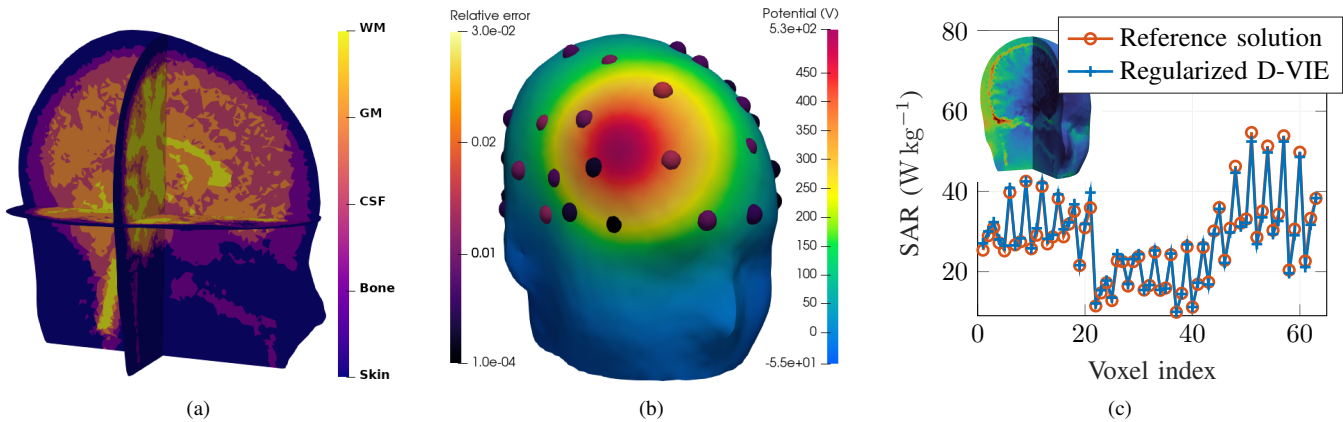 WM
GM
CSF
Bone
Skin
(a)
Relative error
3.0e-02
0.02
0.01
1.0e-04
Potential (V)
5.3e+02
450
400
350
300
250
200
150
100
50
0
-5.5e+01
(b)
80
60
40
20
0
20
40
60
SAR (W kg⁻¹)
Voxel index
Reference solution
Regularized D-VIE
(c)